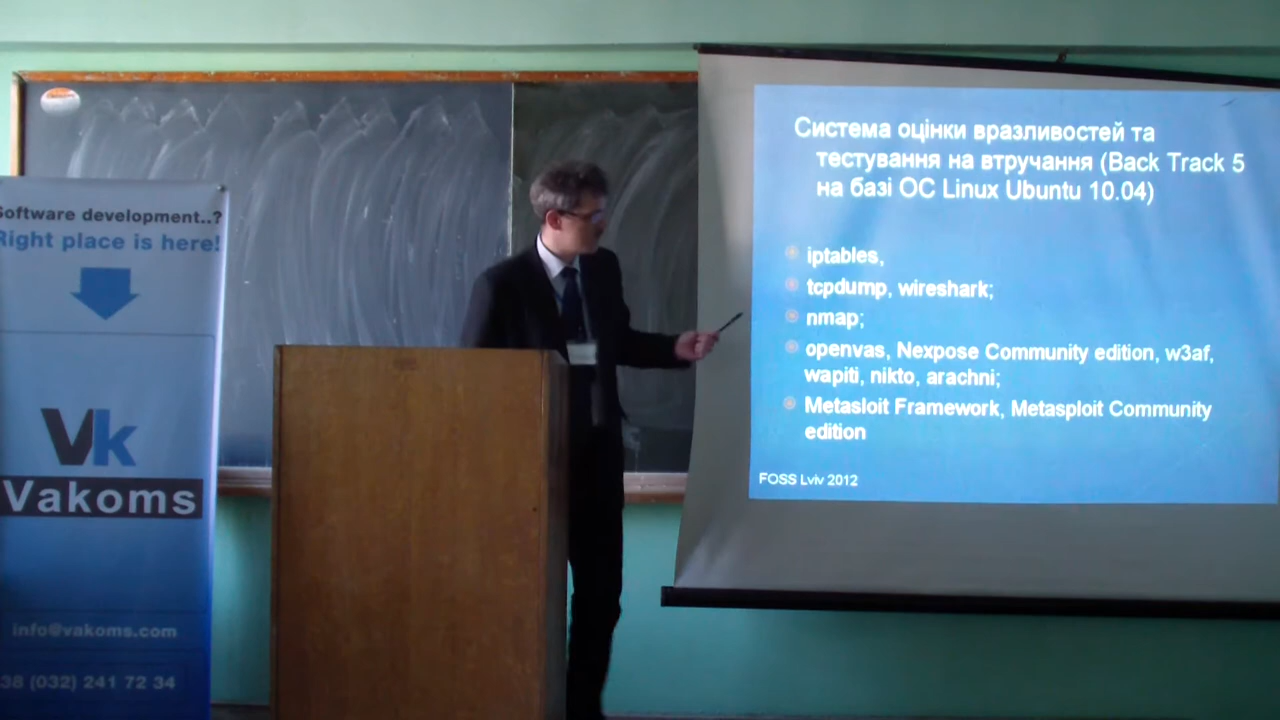 Software development..?
Right place is here!
Vk
Vakoms
info@vakoms.com
38 (032) 241 72 34
Система оцінки вразливостей та
тестування на втручання (Back Track 5
на базі ОС Linux Ubuntu 10.04)
iptables,
tcpdump, wireshark;
nmap;
openvas, Nexpose Community edition, w3af,
wapiti, nikto, arachni;
Metasloit Framework, Metasploit Community
edition
FOSS Lviv 2012